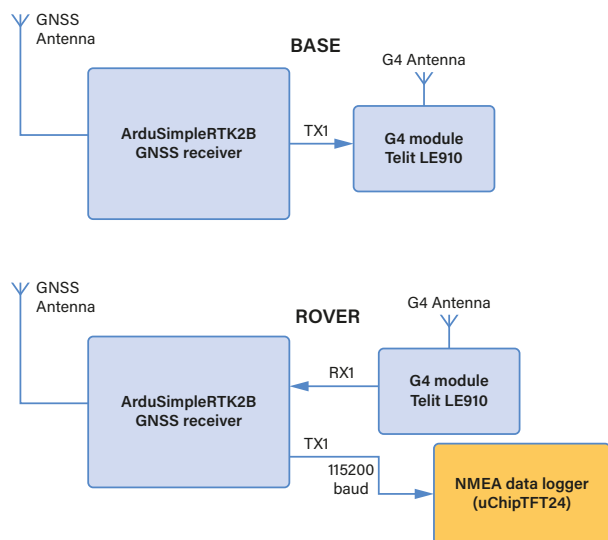 GNSS
Antenna
BASE
G4 Antenna
ArduSimpleRTK2B
GNSS receiver
TX1
G4 module
Telit LE910
GNSS
Antenna
ROVER
G4 Antenna
ArduSimpleRTK2B
GNSS receiver
RX1
G4 module
Telit LE910
TX1
115200
baud
NMEA data logger
(uChipTFT24)